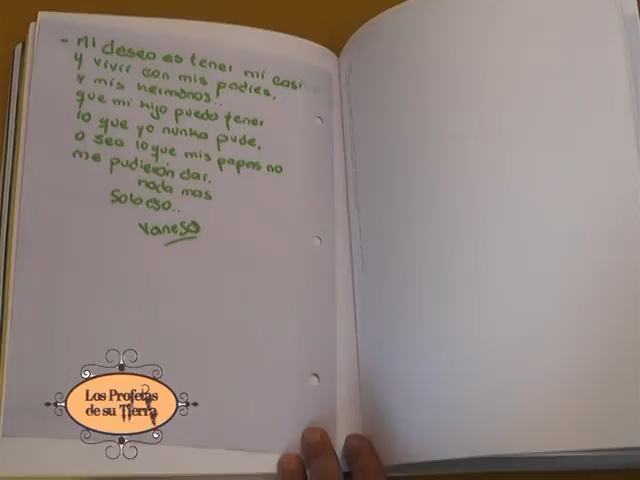 - Mi deseo es tener mi casi
y vivir con mis padres,
y mis hermanos..
que mi hijo puedo tener
lo que yo nunka pude,
o sea lo que mis papas no
me pudieron dar.
nada mas
Solo eso..
Vanesa
Los Profetas
de su Tierra